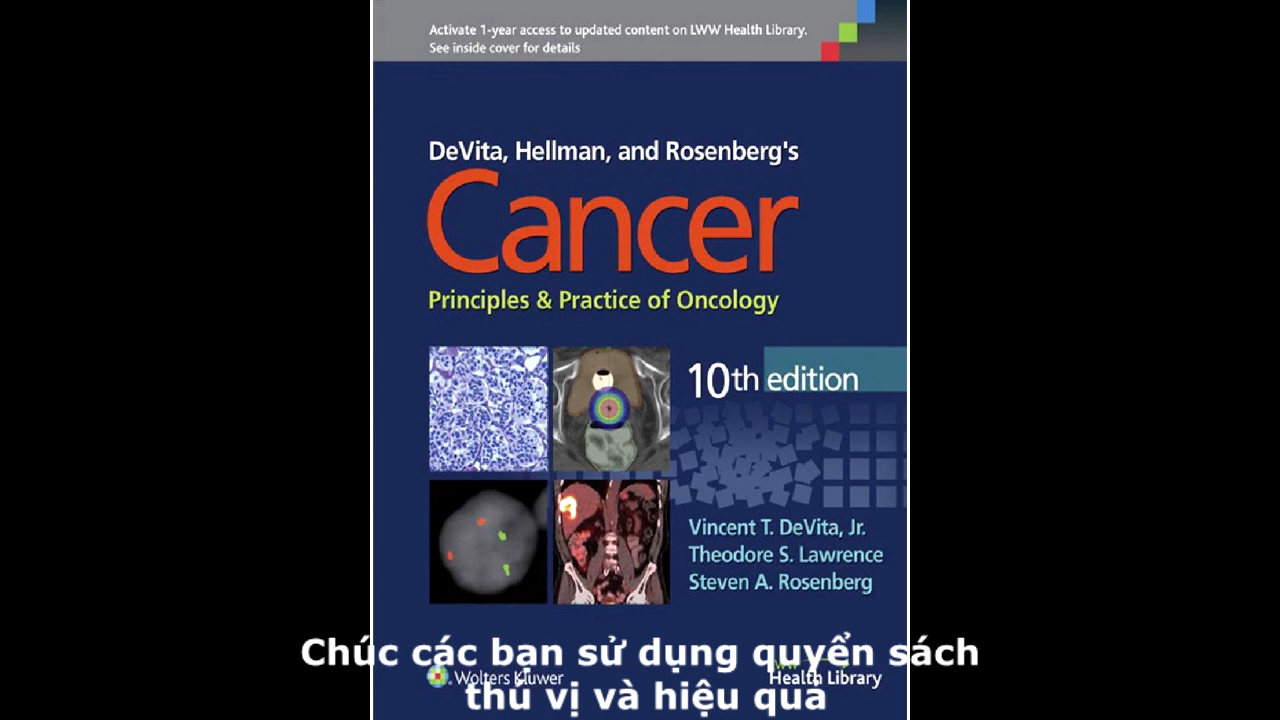 Activate 1-year access to updated content on LWW Health Library.
See inside cover for details
DeVita, Hellman, and Rosenberg's
Cancer
Principles & Practice of Oncology
10th edition
Vincent T. DeVita, Jr.
Theodore S. Lawrence
Steven A. Rosenberg
Wolters Kluwer
LWW
Health Library
Chúc các bạn sử dụng quyển sách
thú vị và hiệu quả